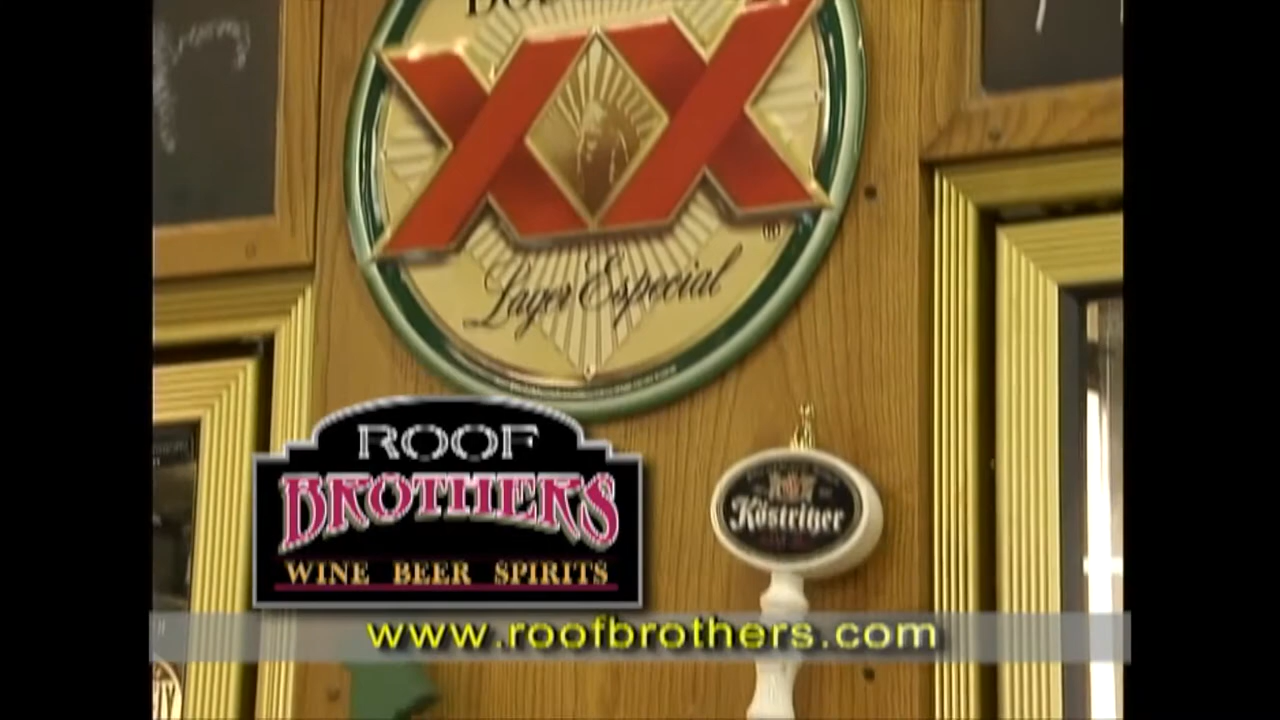 XX
®
Lager Especial
ROOF
BROTHERS
WINE BEER SPIRITS
Köstritzer
www.roofbrothers.com